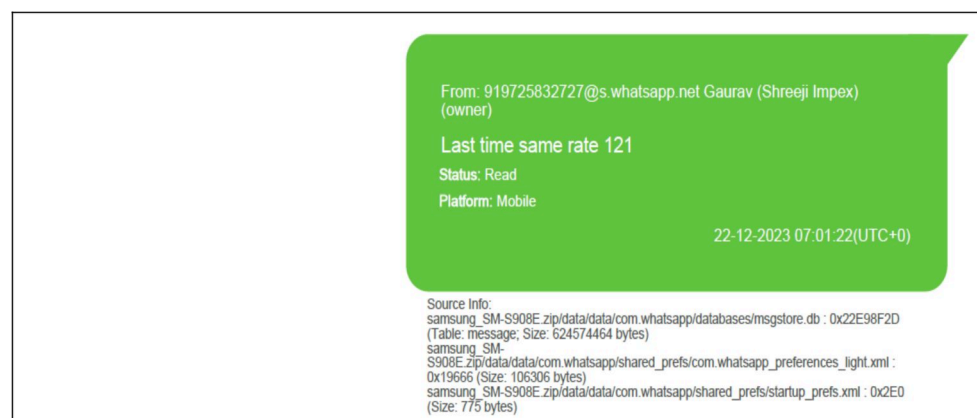 From: 919725832727@s.whatsapp.net Gaurav (Shreeji Impex)
(owner)
Last time same rate 121
Status: Read
Platform: Mobile
22-12-2023 07:01:22(UTC+0)
Source Info:
samsung_SM-S908E.zip/data/data/com.whatsapp/databases/msgstore.db : 0x22E98F2D
(Table: message; Size: 624574464 bytes)
samsung_SM-
S908E.zip/data/data/com.whatsapp/shared_prefs/com.whatsapp_preferences_light.xml :
0x19666 (Size: 106306 bytes)
samsung_SM-S908E.zip/data/data/com.whatsapp/shared_prefs/startup_prefs.xml : 0x2E0
(Size: 775 bytes)